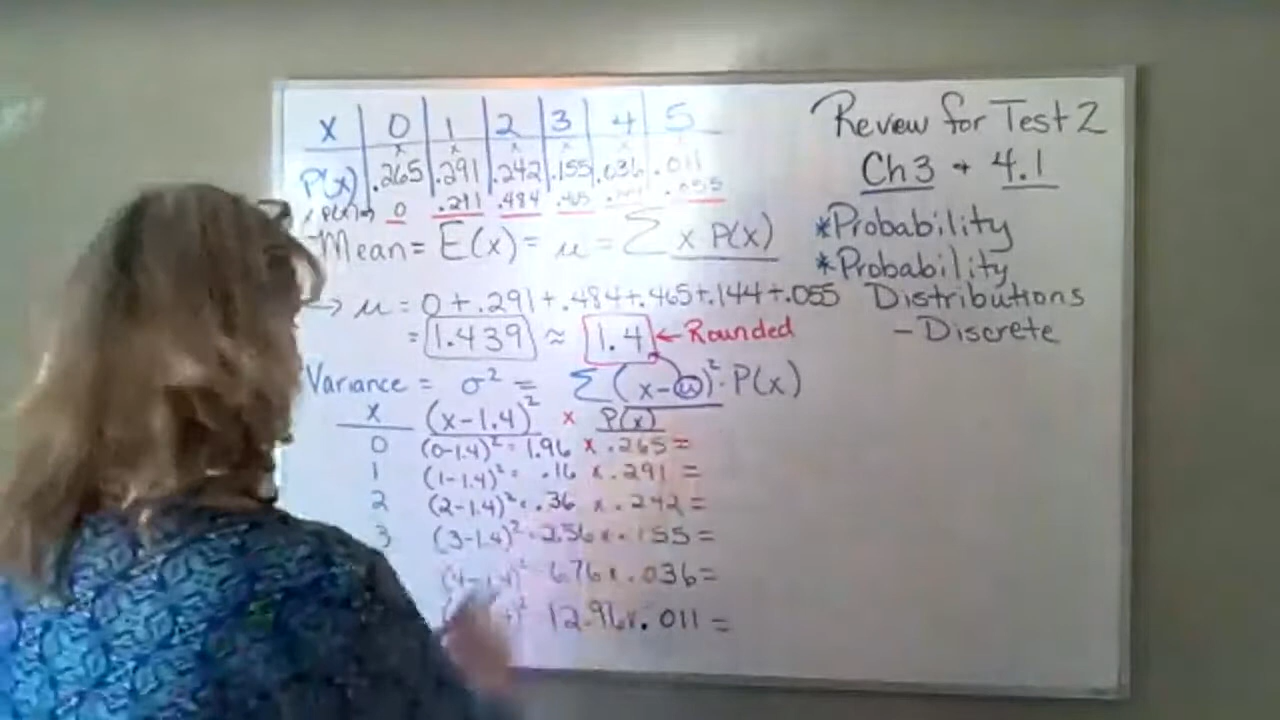 x | 0 | 1 | 2 | 3 | 4 | 5
P(x) | .265 | .291 | .242 | .155 | .036 | .011
0 .291 .484 .465 .055
Mean = E(x) = μ = Σ x P(x)
→ μ = 0 + .291 + .484 + .465 + .144 + .055
= 1.439 ≈ 1.4 ← Rounded
Variance = σ² = Σ (x-μ)² · P(x)
x (x-1.4)² x P(x)
0 (0-1.4)² = 1.96 x .265 =
1 (1-1.4)² = .16 x .291 =
2 (2-1.4)² = .36 x .242 =
3 (3-1.4)² = 2.56 x .155 =
(4-1.4)² 6.76 x .036 =
12.96 x .011 =
Review for Test 2
Ch 3 + 4.1
*Probability
*Probability
Distributions
- Discrete